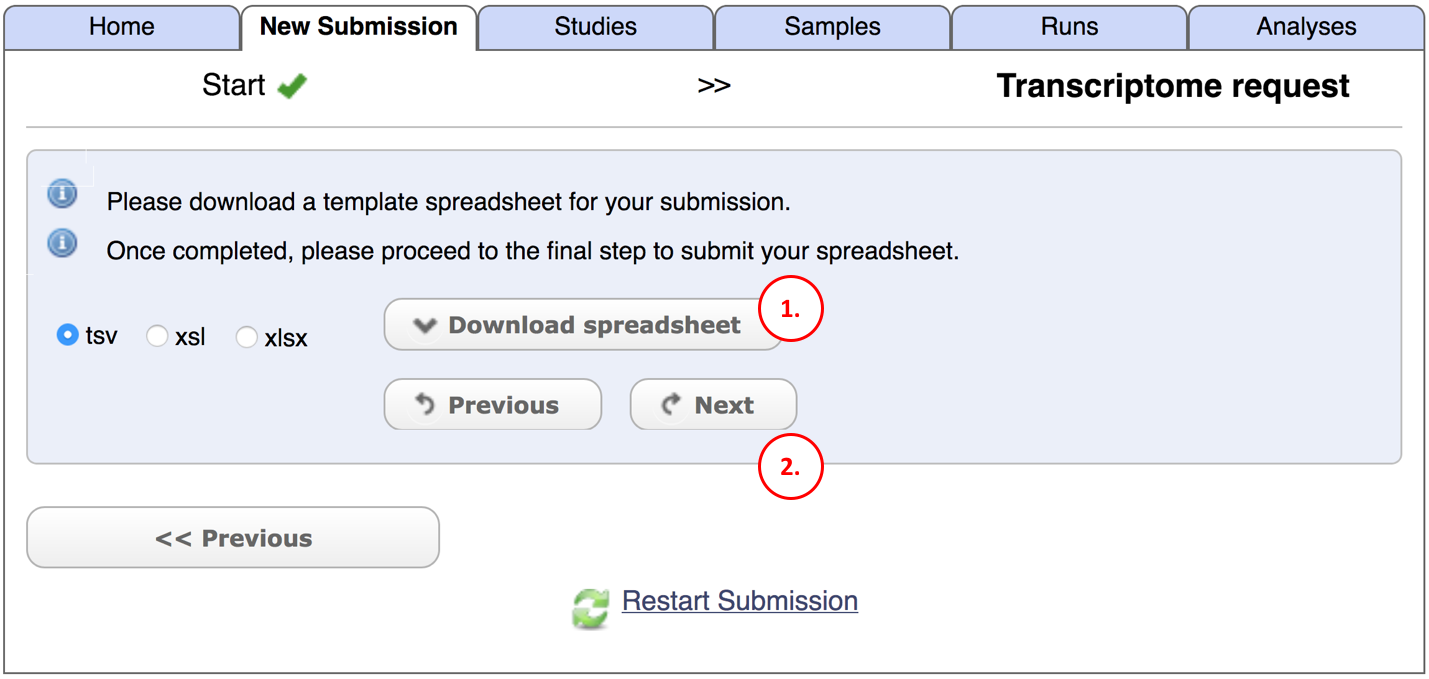 Home New Submission Studies Samples Runs Analyses
Start >> Transcriptome request
Please download a template spreadsheet for your submission.
Once completed, please proceed to the final step to submit your spreadsheet.
1.
tsv xsl xlsx Download spreadsheet
Previous Next
2.
<< Previous
Restart Submission